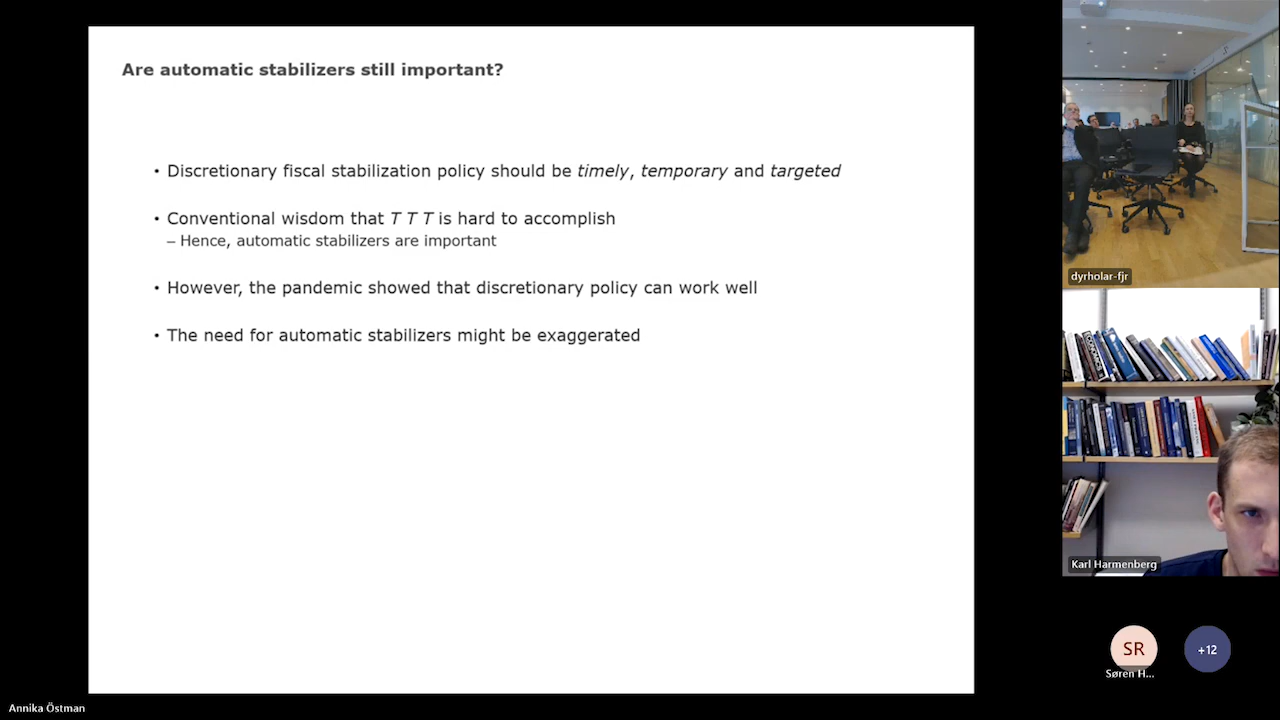 Are automatic stabilizers still important?
• Discretionary fiscal stabilization policy should be timely, temporary and targeted
• Conventional wisdom that T T T is hard to accomplish
– Hence, automatic stabilizers are important
• However, the pandemic showed that discretionary policy can work well
• The need for automatic stabilizers might be exaggerated
dyrholar-fjr
Karl Harmenberg
SR
Søren H...
+12
Annika Östman